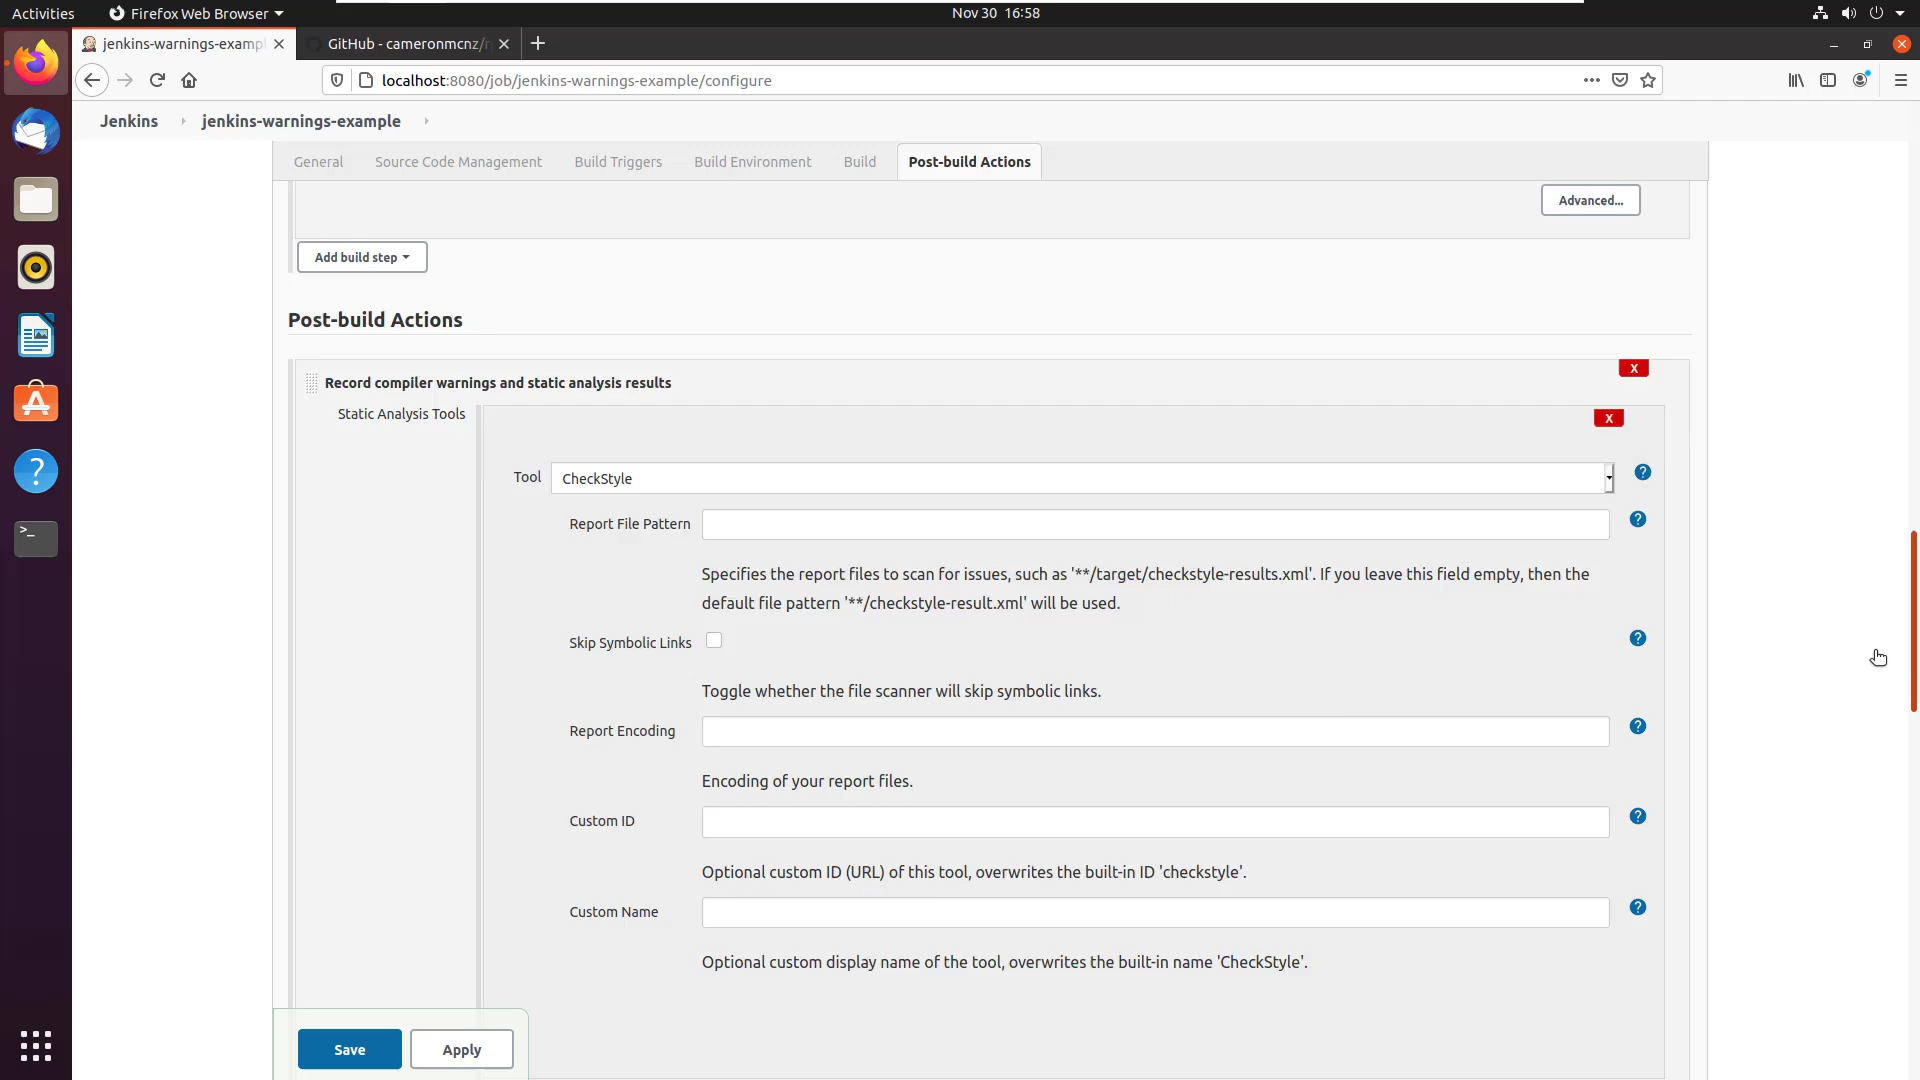 Activities
Firefox Web Browser
Nov 30 16:58
jenkins-warnings-examp
GitHub - cameronmcnz/r
localhost:8080/job/jenkins-warnings-example/configure
Jenkins
jenkins-warnings-example
General
Source Code Management
Build Triggers
Build Environment
Build
Post-build Actions
Advanced...
Add build step
Post-build Actions
X
Record compiler warnings and static analysis results
Static Analysis Tools
X
Tool
CheckStyle
?
Report File Pattern
?
Specifies the report files to scan for issues, such as '**/target/checkstyle-results.xml'. If you leave this field empty, then the
default file pattern '**/checkstyle-result.xml' will be used.
Skip Symbolic Links
?
Toggle whether the file scanner will skip symbolic links.
Report Encoding
?
Encoding of your report files.
Custom ID
?
Optional custom ID (URL) of this tool, overwrites the built-in ID 'checkstyle'.
Custom Name
?
Optional custom display name of the tool, overwrites the built-in name 'CheckStyle'.
Save
Apply